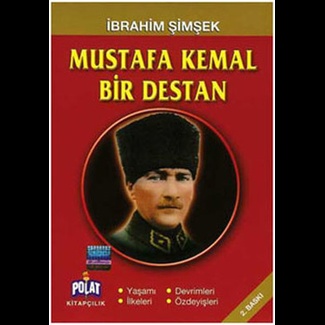 İBRAHİM ŞİMŞEK
MUSTAFA KEMAL
BİR DESTAN
• Yaşamı • Devrimleri
• İlkeleri • Özdeyişleri
POLAT
KİTAPÇILIK
2. BASKI